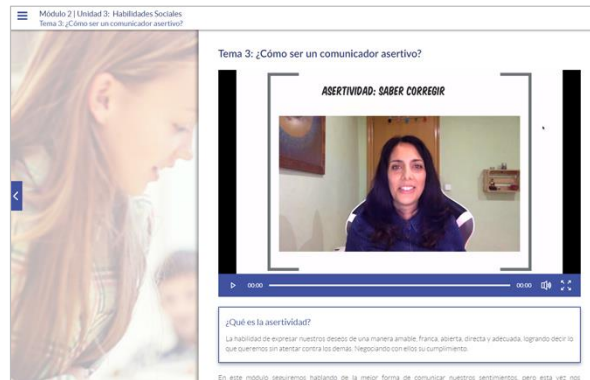 Módulo 2 | Unidad 3: Habilidades Sociales
Tema 3: ¿Cómo ser un comunicador asertivo?
Tema 3: ¿Cómo ser un comunicador asertivo?
ASERTIVIDAD: SABER CORREGIR
00:00
00:00
¿Qué es la asertividad?
La habilidad de expresar nuestros deseos de una manera amable, franca, abierta, directa y adecuada, logrando decir lo
que queremos sin atentar contra los demás. Negociando con ellos su cumplimiento.
En este módulo seguiremos hablando de la mejor forma de comunicar nuestros sentimientos, pero esta vez nos